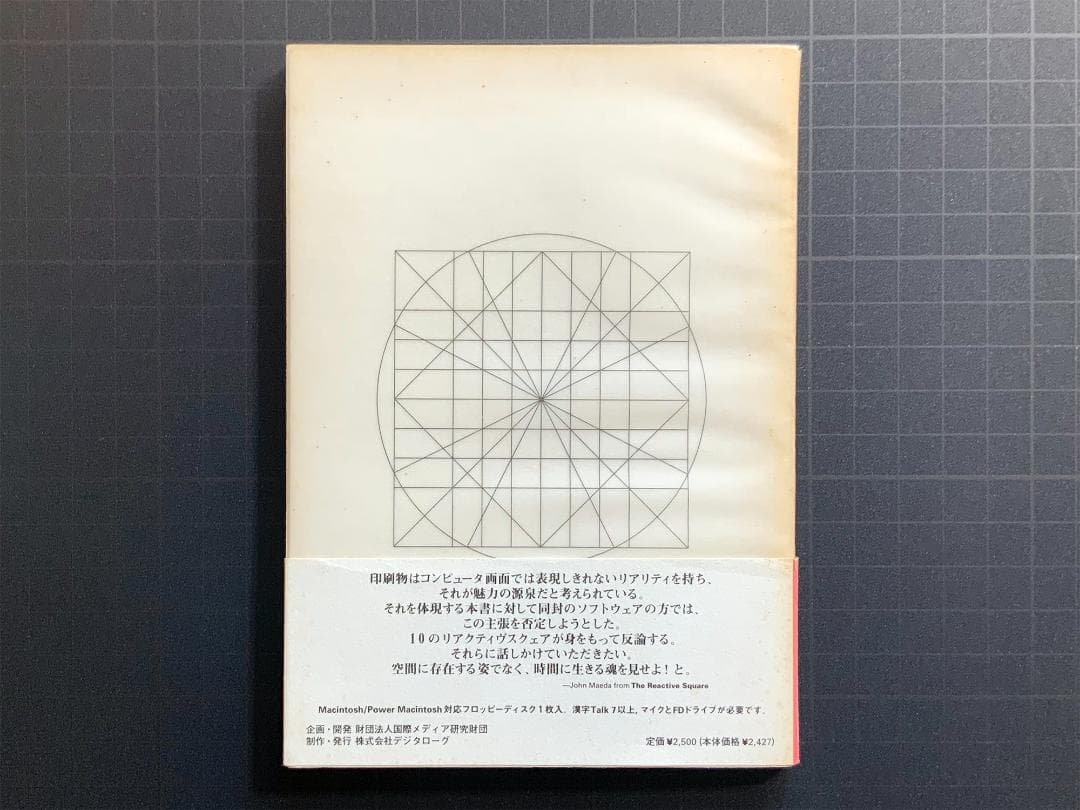 印刷物はコンピュータ画面では表現しきれないリアリティを持ち、
それが魅力の源泉だと考えられている。
それを体現する本書に対して同封のソフトウェアの方では、
この主張を否定しようとした。
10のリアクティヴスクェアが身をもって反論する。
それらに話しかけていただきたい。
空間に存在する姿でなく、時間に生きる魂を見せよ！と。
—John Maeda from The Reactive Square
Macintosh/Power Macintosh対応フロッピーディスク1枚入. 漢字Talk 7以上, マイクとFDドライブが必要です.
企画・開発 財団法人国際メディア研究財団
制作・発行 株式会社デジタローグ
定価¥2,500 (本体価格 ¥2,427)